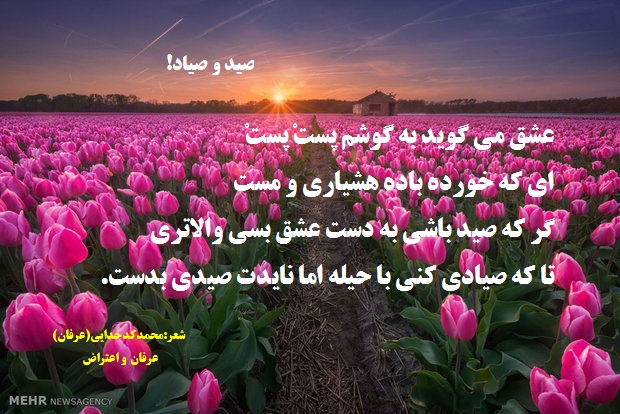 صید و صیاد!
عشق می گوید به گوشم پستْ پستْ
ای که خورده باده هشیاری و مست
گر که صید باشی به دست عشق بسی والاتری
تا که صیادی کنی با حیله اما نایدت صیدی بدست.
شعر:محمدکدخدایی(عرفان)
عرفان و اعتراض
MEHR NEWSAGENCY